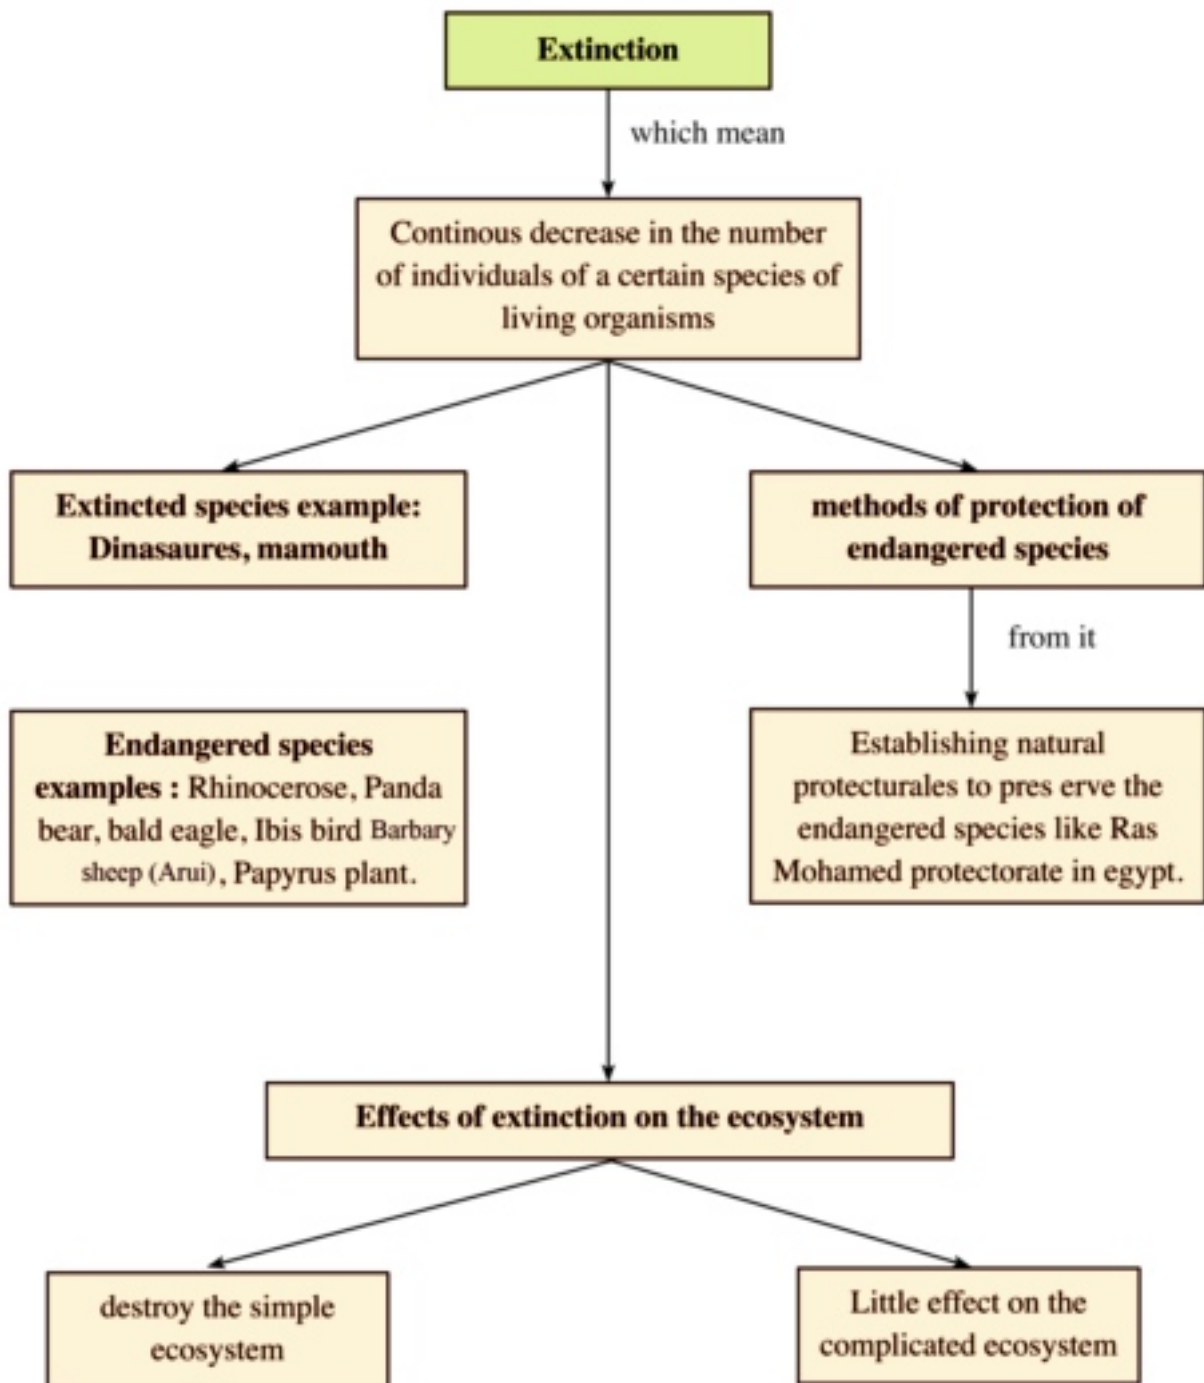 Extinction
which mean
Continous decrease in the number
of individuals of a certain species of
living organisms
Extincted species example:
Dinasaures, mamouth
methods of protection of
endangered species
from it
Endangered species
examples : Rhinocerose, Panda
bear, bald eagle, Ibis bird Barbary
sheep (Arui), Papyrus plant.
Establishing natural
protecturales to pres erve the
endangered species like Ras
Mohamed protectorate in egypt.
Effects of extinction on the ecosystem
destroy the simple
ecosystem
Little effect on the
complicated ecosystem